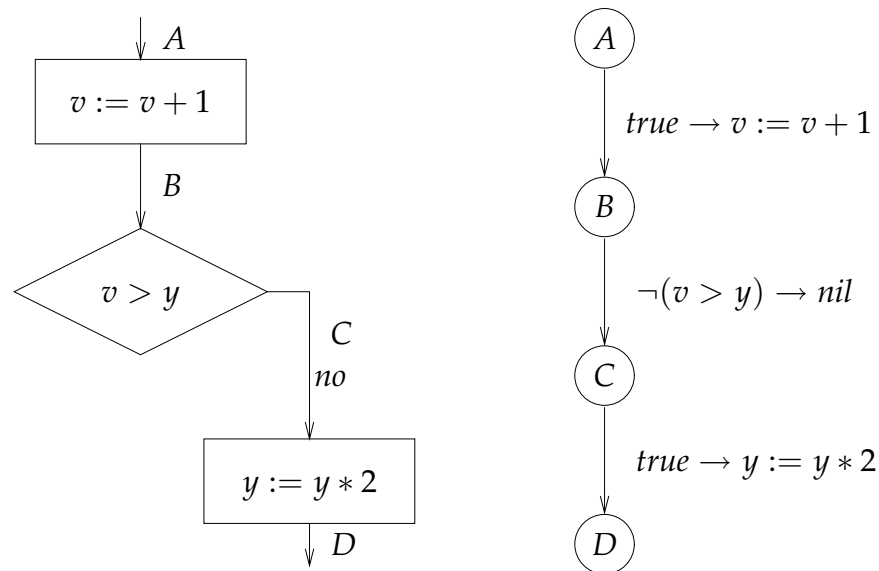 A
v := v + 1
B
v > y
C
no
y := y * 2
D
A
true → v := v + 1
B
¬(v > y) → nil
C
true → y := y * 2
D